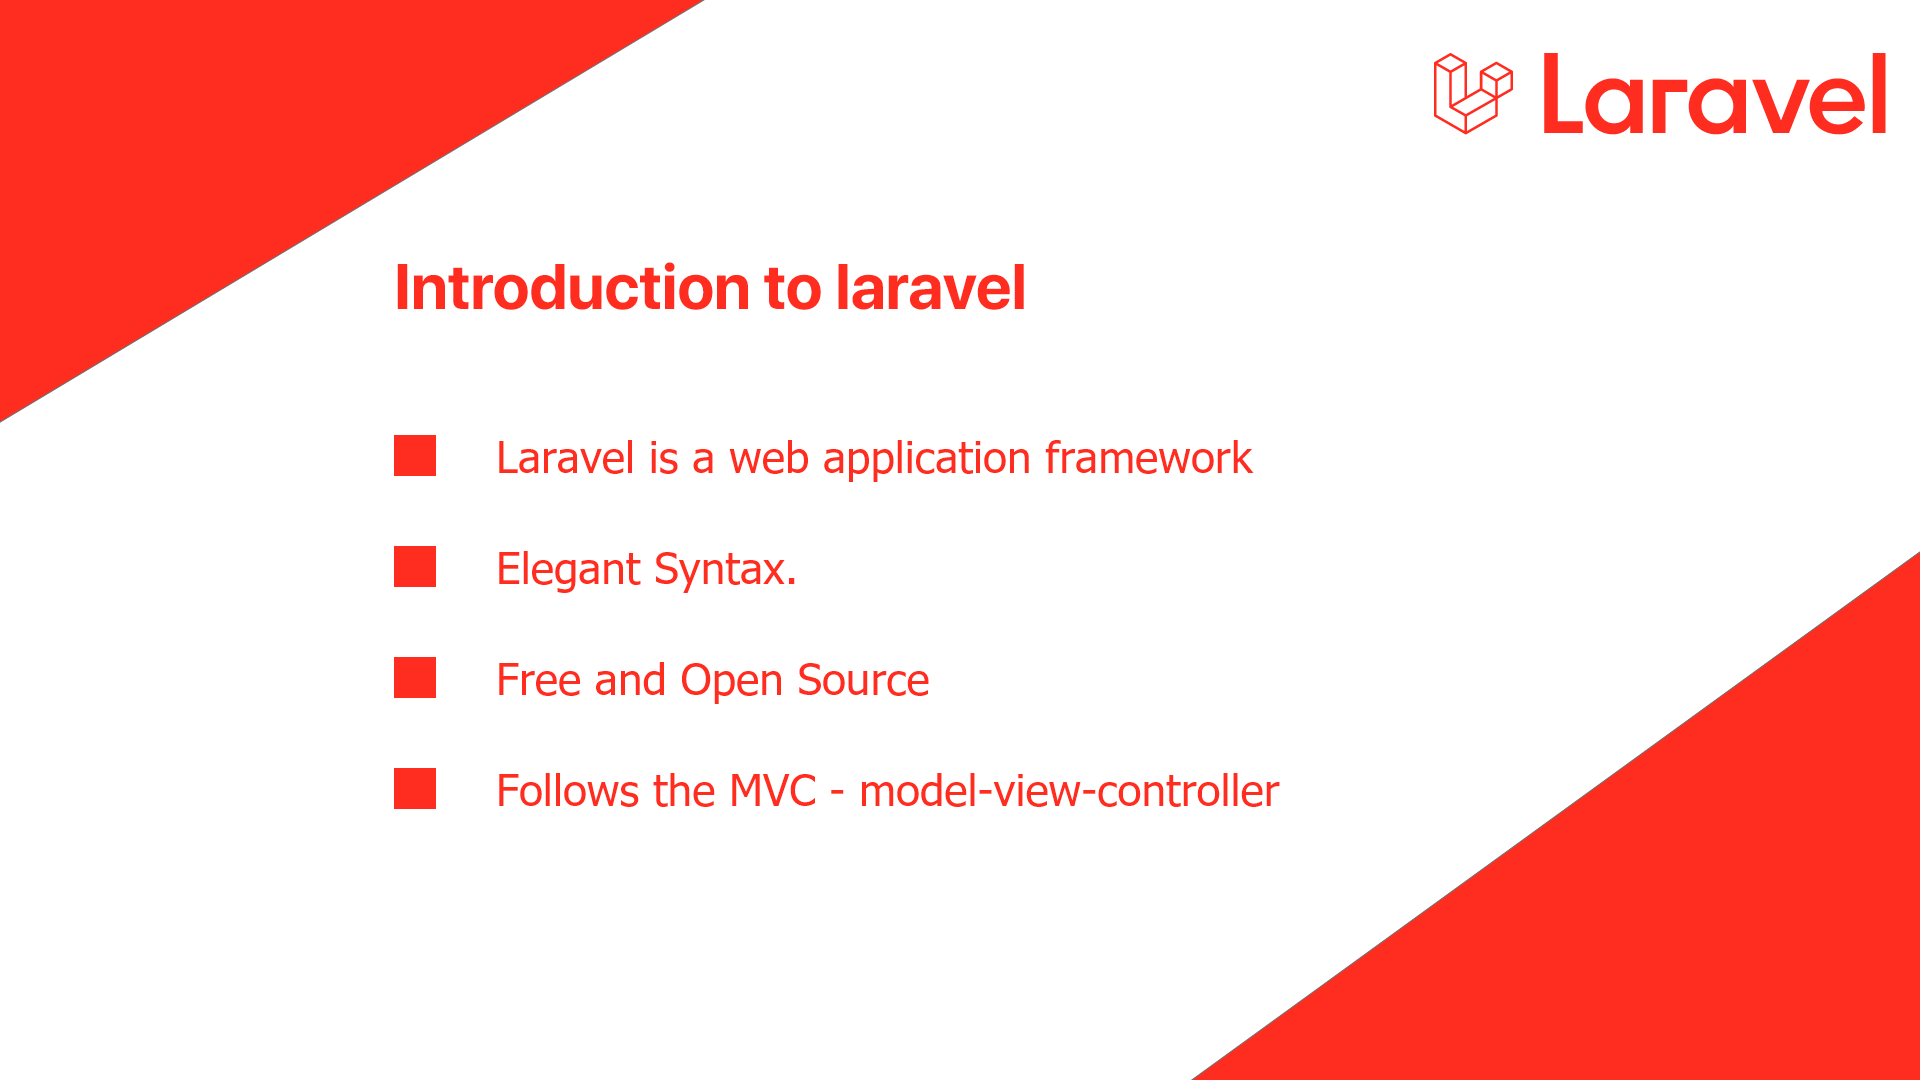 Laravel
Introduction to laravel
Laravel is a web application framework
Elegant Syntax.
Free and Open Source
Follows the MVC - model-view-controller